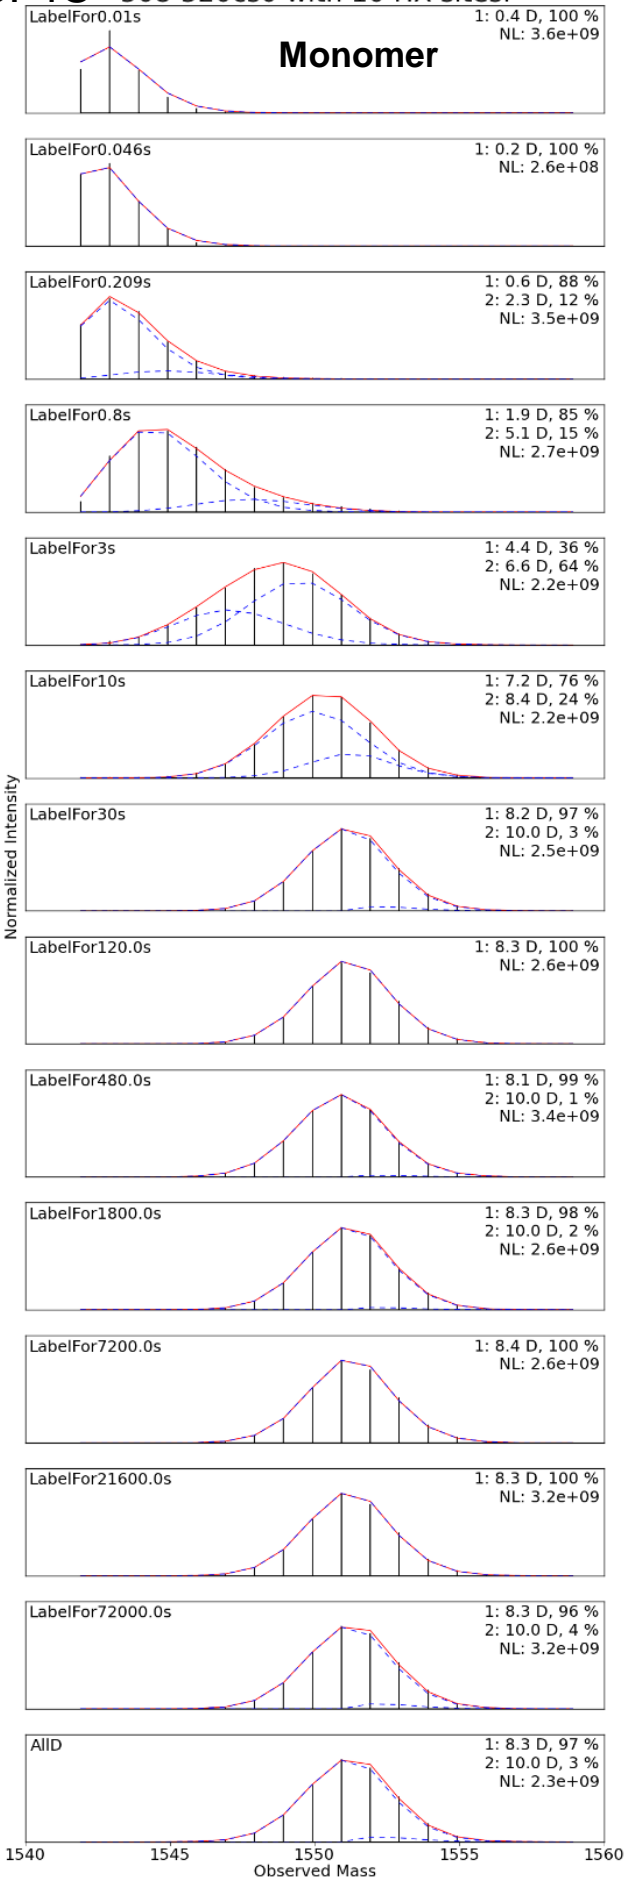 LabelFor0.01s
1: 0.4 D, 100 %
NL: 3.6e+09
Monomer
LabelFor0.046s
1: 0.2 D, 100 %
NL: 2.6e+08
LabelFor0.209s
1: 0.6 D, 88 %
2: 2.3 D, 12 %
NL: 3.5e+09
LabelFor0.8s
1: 1.9 D, 85 %
2: 5.1 D, 15 %
NL: 2.7e+09
LabelFor3s
1: 4.4 D, 36 %
2: 6.6 D, 64 %
NL: 2.2e+09
LabelFor10s
1: 7.2 D, 76 %
2: 8.4 D, 24 %
NL: 2.2e+09
LabelFor30s
1: 8.2 D, 97 %
2: 10.0 D, 3 %
NL: 2.5e+09
Normalized Intensity
LabelFor120.0s
1: 8.3 D, 100 %
NL: 2.6e+09
LabelFor480.0s
1: 8.1 D, 99 %
2: 10.0 D, 1 %
NL: 3.4e+09
LabelFor1800.0s
1: 8.3 D, 98 %
2: 10.0 D, 2 %
NL: 2.6e+09
LabelFor7200.0s
1: 8.4 D, 100 %
NL: 2.6e+09
LabelFor21600.0s
1: 8.3 D, 100 %
NL: 3.2e+09
LabelFor72000.0s
1: 8.3 D, 96 %
2: 10.0 D, 4 %
NL: 3.2e+09
AllD
1: 8.3 D, 97 %
2: 10.0 D, 3 %
NL: 2.3e+09
1540 1545 1550 1555 1560
Observed Mass